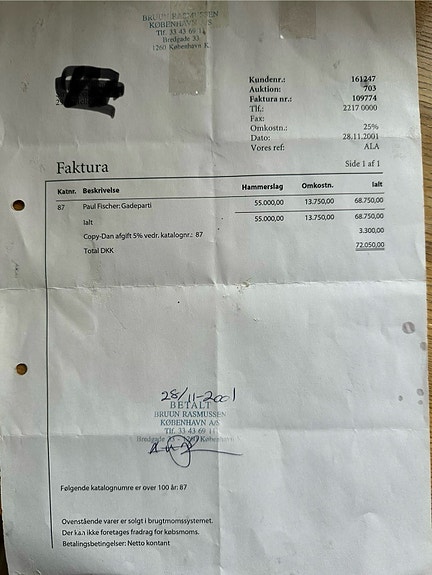 BRUUN RASMUSSEN
KØBENHAVN A/S
Tlf. 33 43 69 11
Bredgade 33
1260 København K
Kundenr.: 161247
Auktion: 703
Faktura nr.: 109774
Tlf.: 2217 0000
Fax:
Omkostn.: 25%
Dato: 28.11.2001
Vores ref: ALA
Faktura Side 1 af 1
Katnr. Beskrivelse Hammerslag Omkostn. Ialt
87 Paul Fischer: Gadeparti 55.000,00 13.750,00 68.750,00
Ialt 55.000,00 13.750,00 68.750,00
Copy-Dan afgift 5% vedr. katalognr.: 87 3.300,00
Total DKK 72.050,00
28/11-2001
BETALT
BRUUN RASMUSSEN
KØBENHAVN A/S
Tlf. 33 43 69 11
Bredgade 33 - 1260 København
Følgende katalognumre er over 100 år: 87
Ovenstående varer er solgt i brugtmomssystemet.
Der kan ikke foretages fradrag for købsmoms.
Betalingsbetingelser: Netto kontant